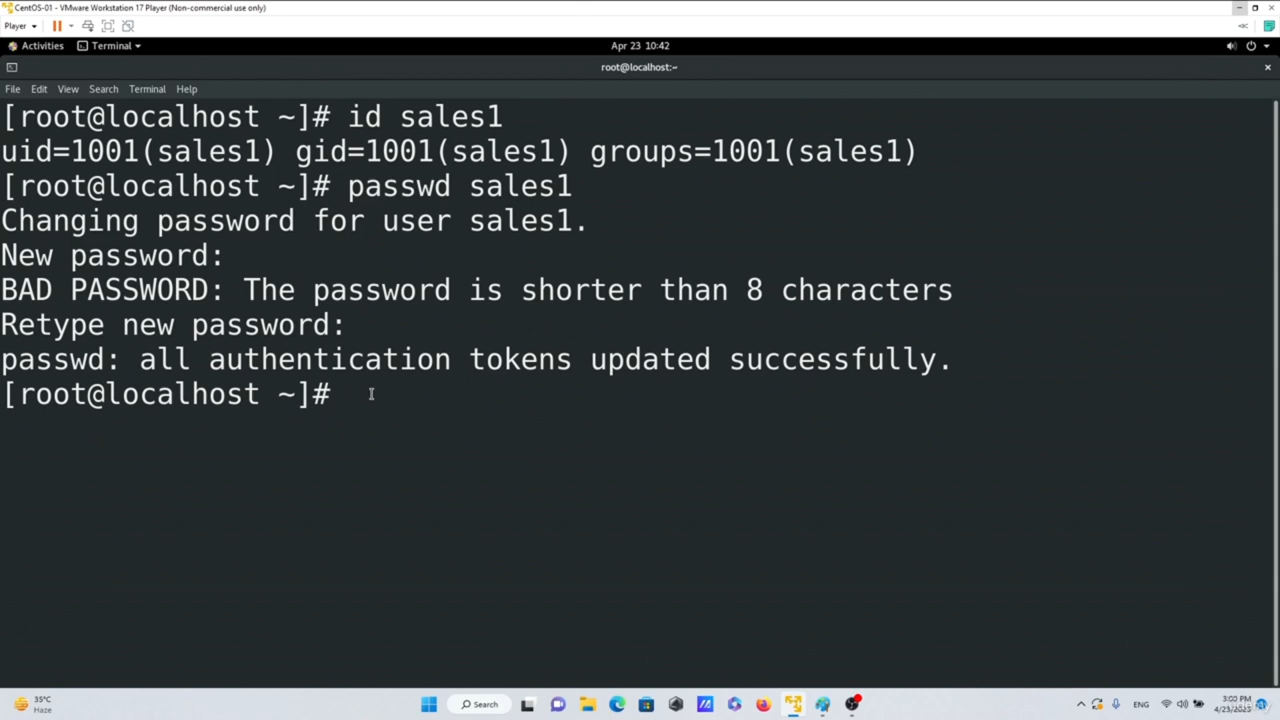 CentOS-01 - VMware Workstation 17 Player (Non-commercial use only)
Player
Activities
Terminal
Apr 23 10:42
root@localhost:~
File Edit View Search Terminal Help
[root@localhost ~]# id sales1
uid=1001(sales1) gid=1001(sales1) groups=1001(sales1)
[root@localhost ~]# passwd sales1
Changing password for user sales1.
New password:
BAD PASSWORD: The password is shorter than 8 characters
Retype new password:
passwd: all authentication tokens updated successfully.
[root@localhost ~]#
35°C
Haze
Search
ENG
3:00 PM
4/23/2023